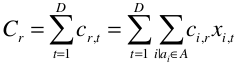 $C_r = \sum_{t=1}^{D} c_{r,t} = \sum_{t=1}^{D} \sum_{i|a_i \in A} c_{i,r} x_{i,t}$